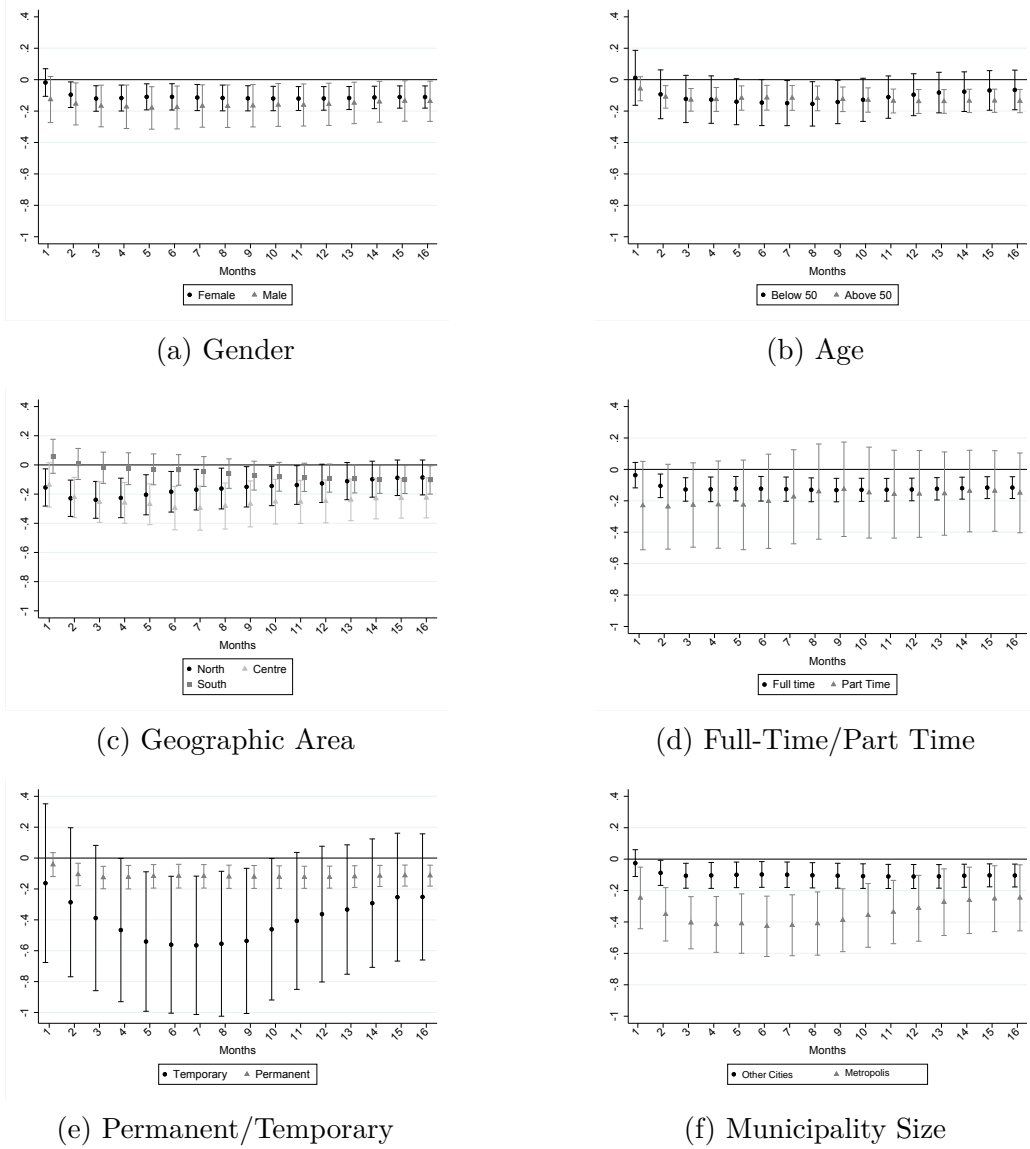 .4
.2
0
-.2
-.4
-.6
-.8
-1
1 2 3 4 5 6 7 8 9 10 11 12 13 14 15 16
Months
Female Male
(a) Gender
.4
.2
0
-.2
-.4
-.6
-.8
-1
1 2 3 4 5 6 7 8 9 10 11 12 13 14 15 16
Months
Below 50 Above 50
(b) Age
.4
.2
0
-.2
-.4
-.6
-.8
-1
1 2 3 4 5 6 7 8 9 10 11 12 13 14 15 16
Months
North Centre
South
(c) Geographic Area
.4
.2
0
-.2
-.4
-.6
-.8
-1
1 2 3 4 5 6 7 8 9 10 11 12 13 14 15 16
Months
Full time Part Time
(d) Full-Time/Part Time
.4
.2
0
-.2
-.4
-.6
-.8
-1
1 2 3 4 5 6 7 8 9 10 11 12 13 14 15 16
Months
Temporary Permanent
(e) Permanent/Temporary
.4
.2
0
-.2
-.4
-.6
-.8
-1
1 2 3 4 5 6 7 8 9 10 11 12 13 14 15 16
Months
Other Cities Metropolis
(f) Municipality Size